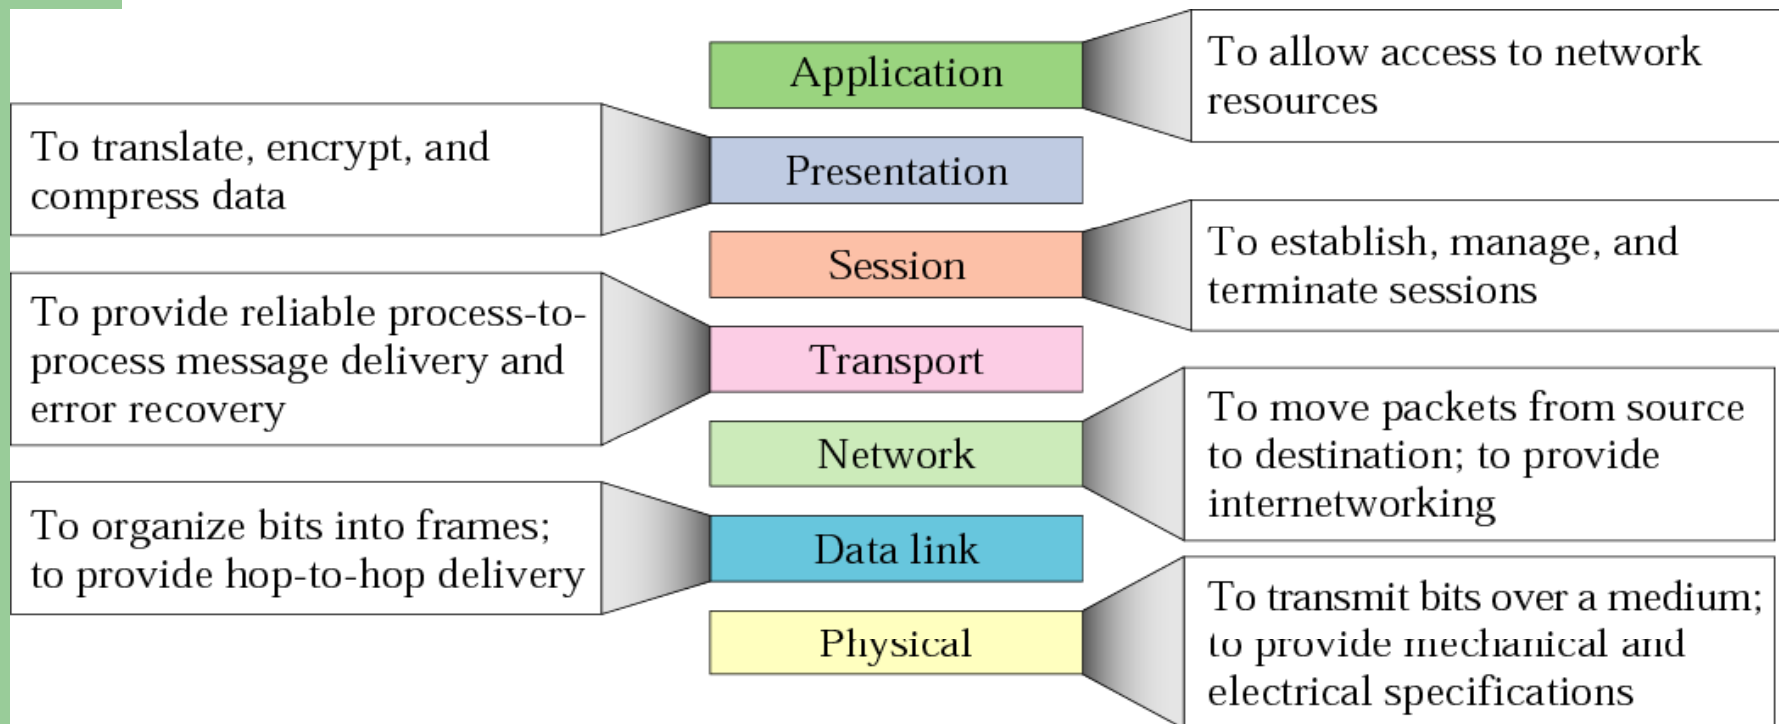 Application
To allow access to network
resources
To translate, encrypt, and
compress data
Presentation
Session
To establish, manage, and
terminate sessions
To provide reliable process-to-
process message delivery and
error recovery
Transport
Network
To move packets from source
to destination; to provide
internetworking
To organize bits into frames;
to provide hop-to-hop delivery
Data link
Physical
To transmit bits over a medium;
to provide mechanical and
electrical specifications